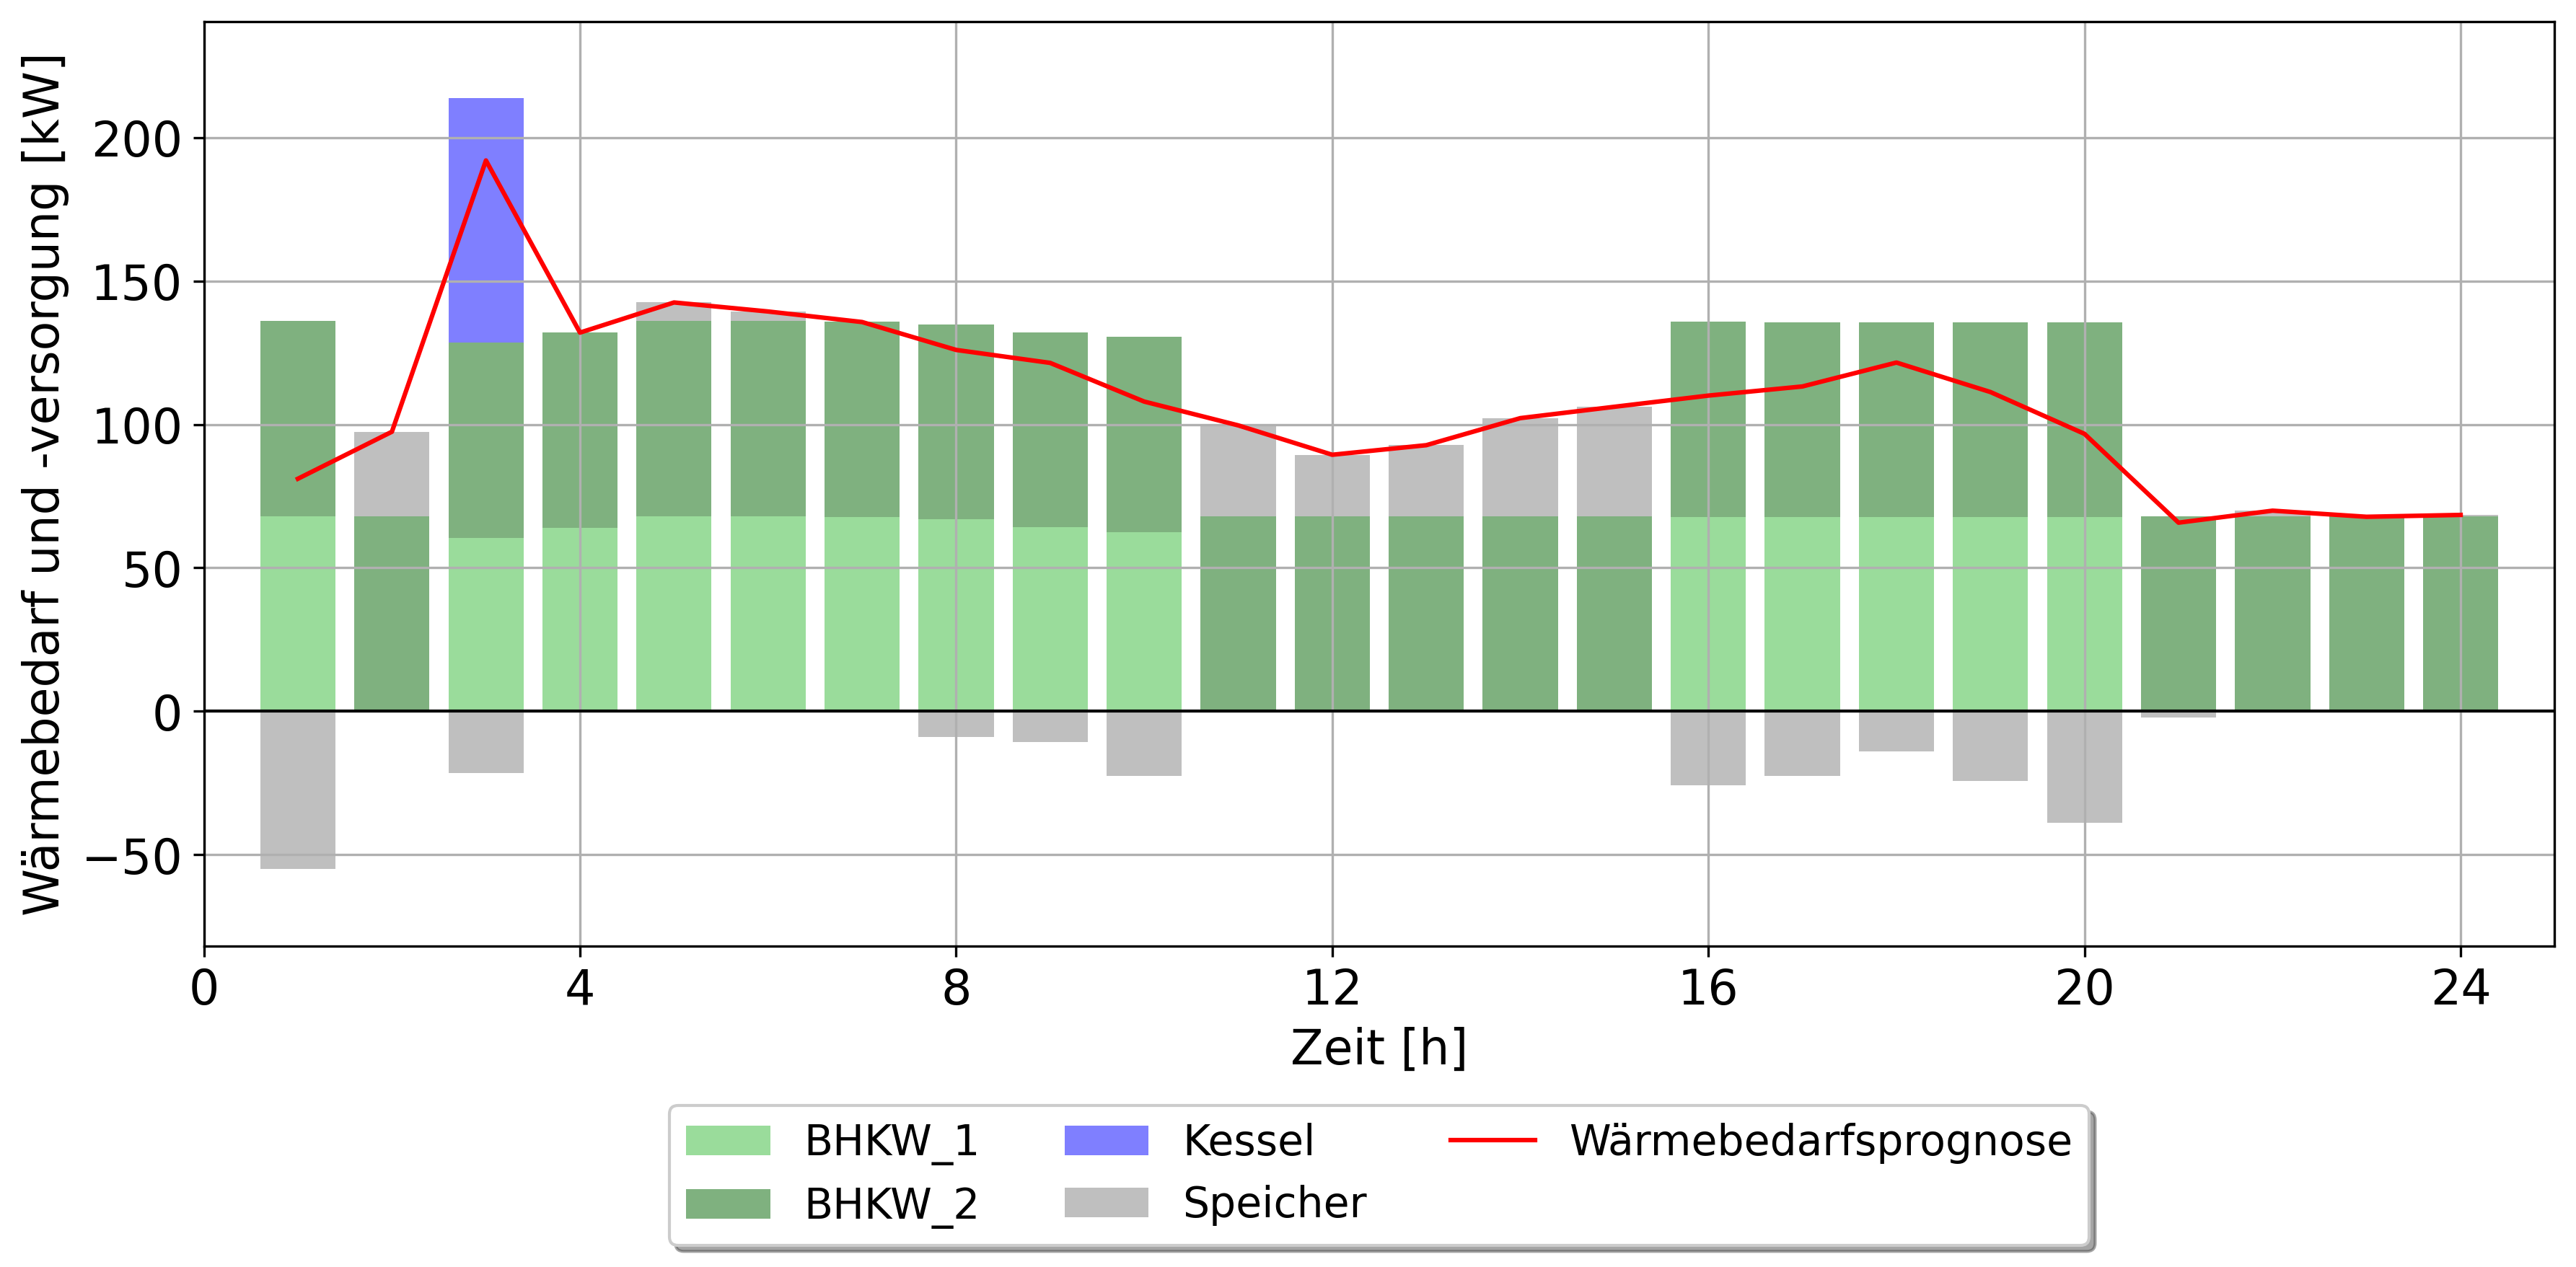 Wärmebedarf und -versorgung [kW]
200
150
100
50
0
−50
0 4 8 12 16 20 24
Zeit [h]
BHKW_1 Kessel Wärmebedarfsprognose
BHKW_2 Speicher